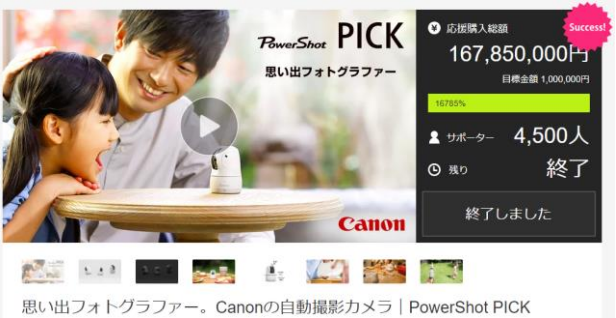 PowerShot PICK
思い出フォトグラファー
Canon
Success!
応援購入総額
167,850,000円
目標金額 1,000,000円
16785%
サポーター 4,500人
残り 終了
終了しました
思い出フォトグラファー。Canonの自動撮影カメラ｜PowerShot PICK